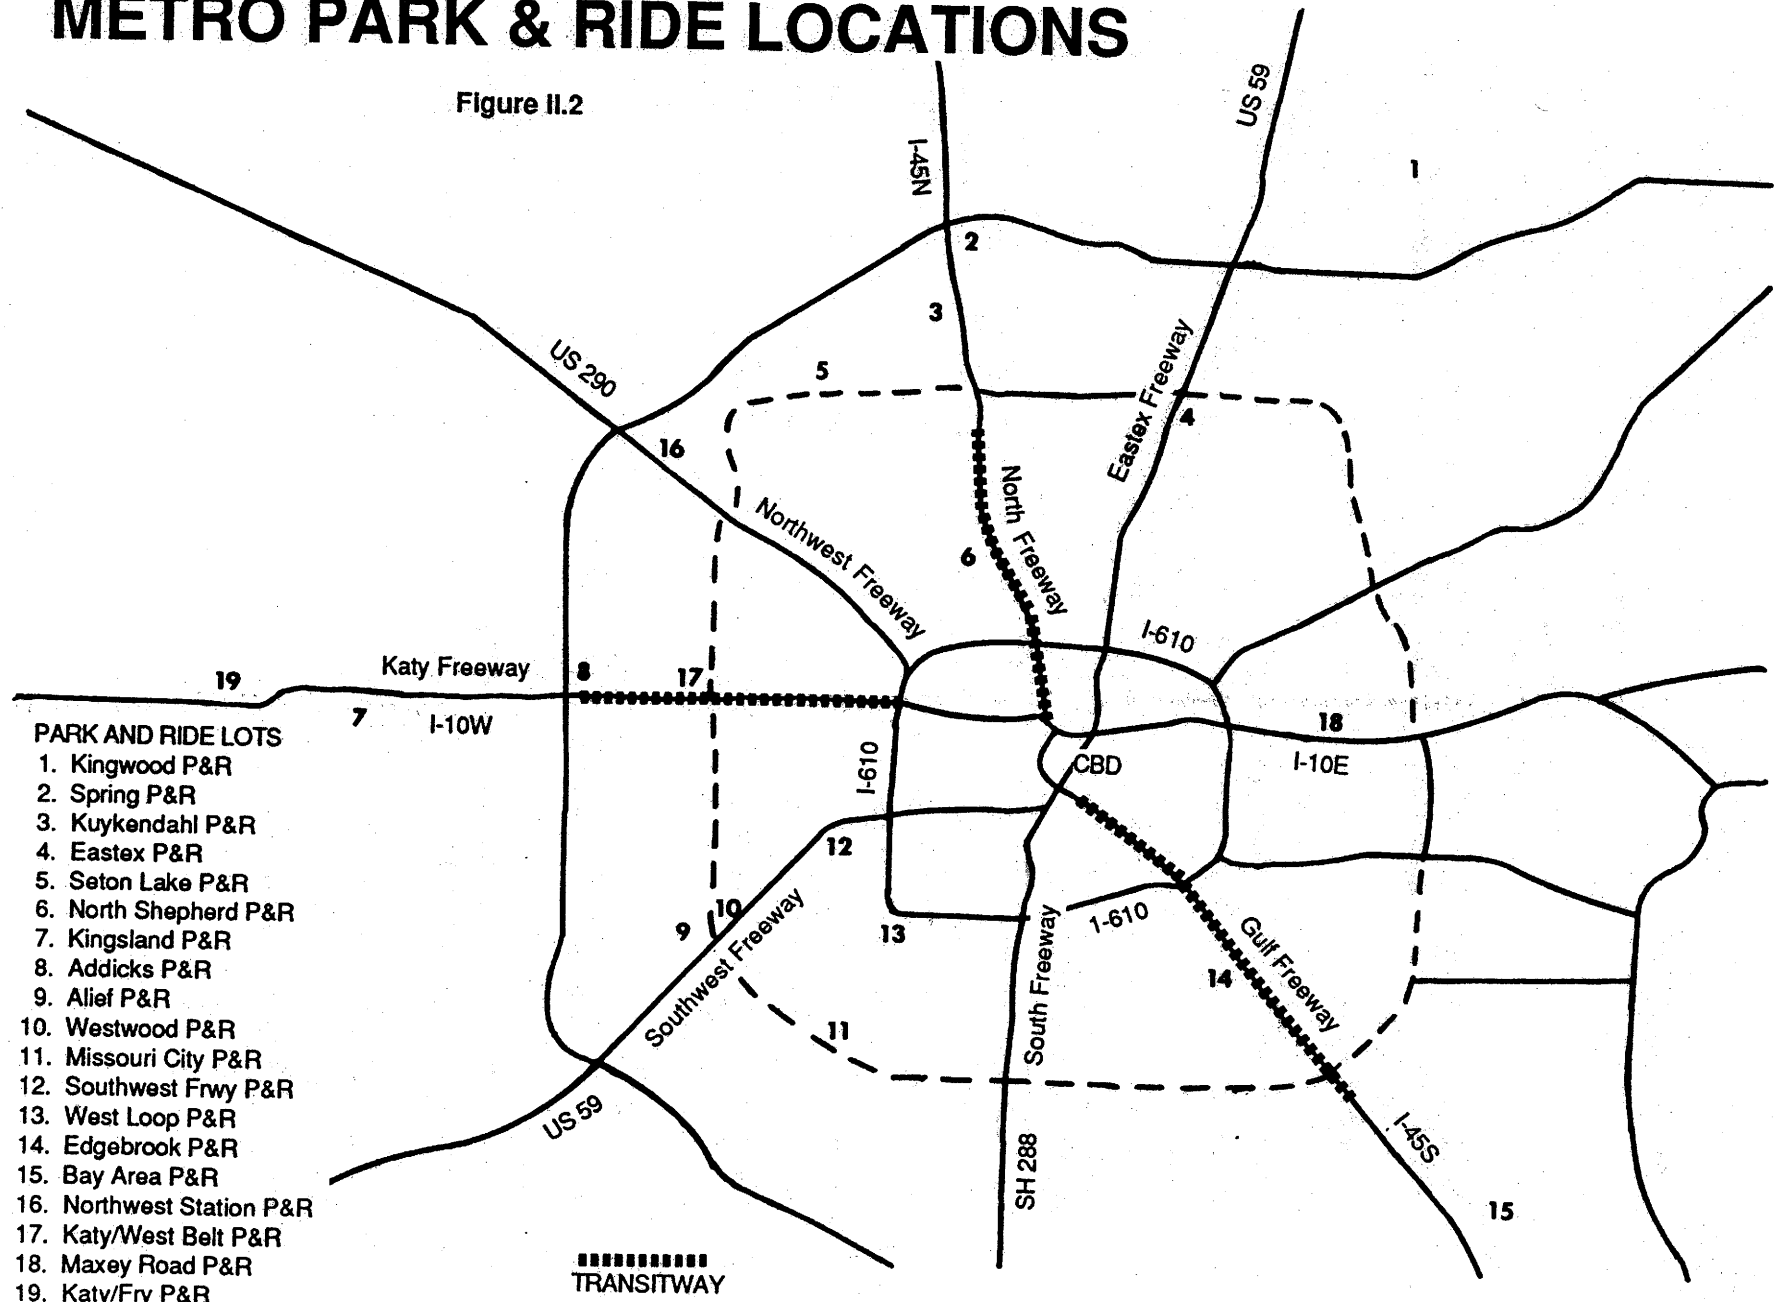 METRO PARK & RIDE LOCATIONS
Figure II.2
US 59
I-45N
1
2
3
US 290
5
Eastex Freeway
4
16
North Freeway
Northwest Freeway
6
I-610
Katy Freeway
19
8
17
7
I-10W
18
I-10E
I-610
CBD
12
10
9
Southwest Freeway
13
1-610
South Freeway
Gulf Freeway
14
11
US 59
SH 288
I-45S
15
PARK AND RIDE LOTS
1. Kingwood P&R
2. Spring P&R
3. Kuykendahl P&R
4. Eastex P&R
5. Seton Lake P&R
6. North Shepherd P&R
7. Kingsland P&R
8. Addicks P&R
9. Alief P&R
10. Westwood P&R
11. Missouri City P&R
12. Southwest Frwy P&R
13. West Loop P&R
14. Edgebrook P&R
15. Bay Area P&R
16. Northwest Station P&R
17. Katy/West Belt P&R
18. Maxey Road P&R
19. Katy/Fry P&R
TRANSITWAY